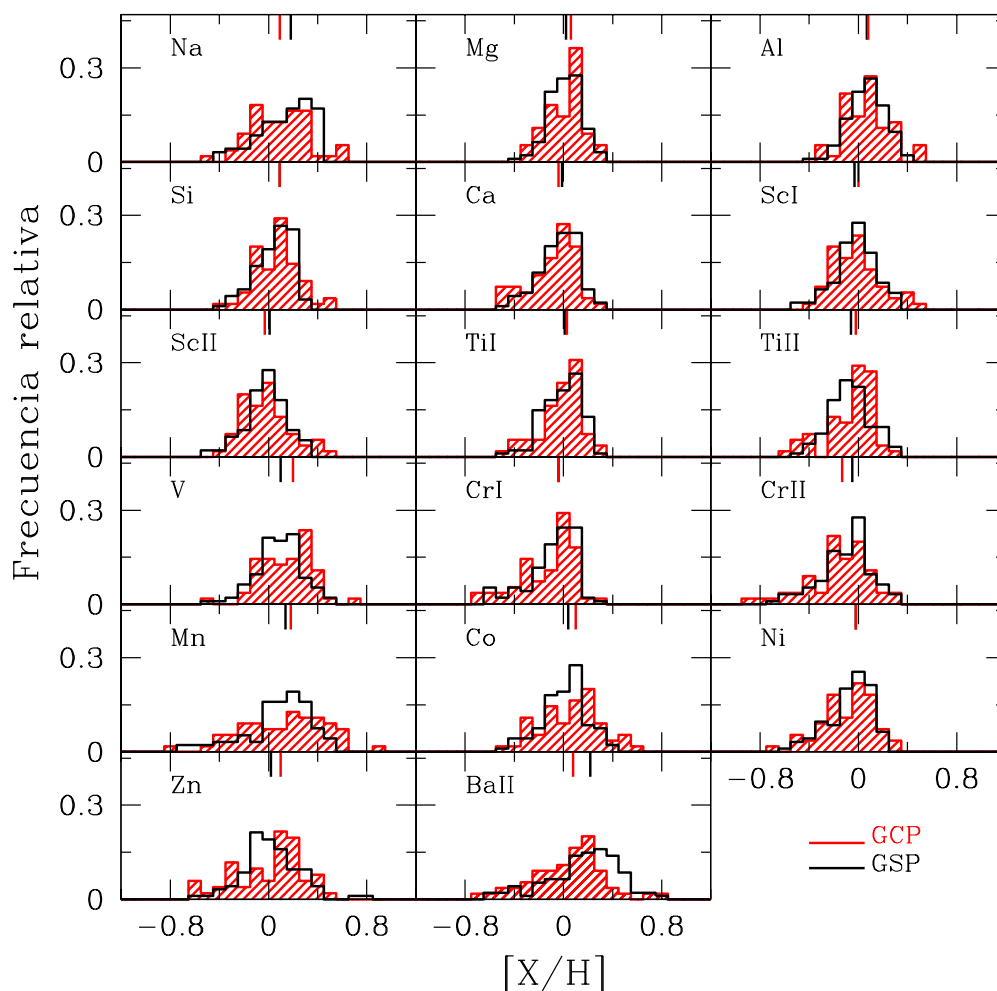 Na Mg Al
0.3
0
Si Ca ScI
0.3
0
ScII TiI TiII
0.3
0
V CrI CrII
0.3
0
Mn Co Ni
0.3
0
−0.8 0 0.8
Zn BaII
0.3
0
GCP
GSP
−0.8 0 0.8 −0.8 0 0.8
[X/H]
Frecuencia relativa